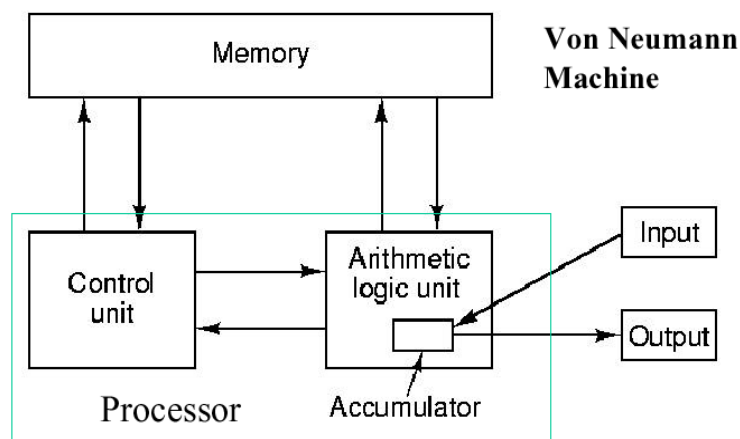 Memory
Von Neumann
Machine
Control
unit
Arithmetic
logic unit
Input
Output
Processor
Accumulator